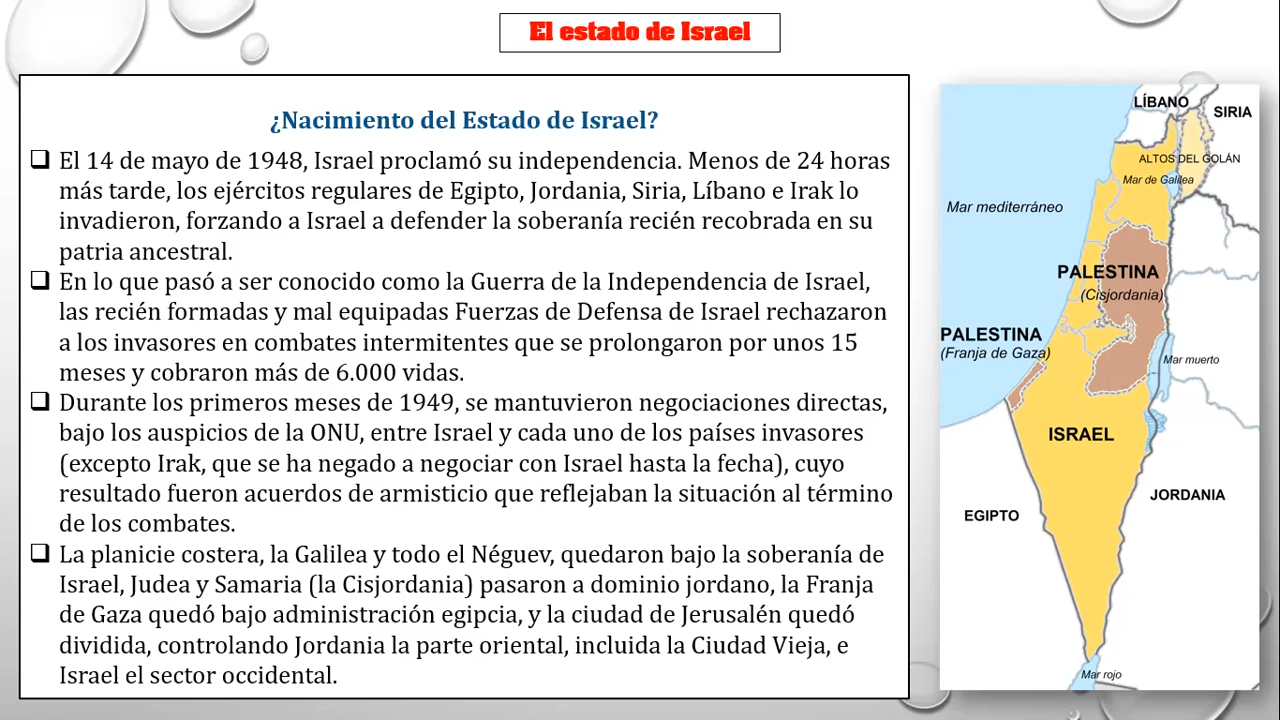 El estado de Israel
¿Nacimiento del Estado de Israel?
❑ El 14 de mayo de 1948, Israel proclamó su independencia. Menos de 24 horas
más tarde, los ejércitos regulares de Egipto, Jordania, Siria, Líbano e Irak lo
invadieron, forzando a Israel a defender la soberanía recién recobrada en su
patria ancestral.
❑ En lo que pasó a ser conocido como la Guerra de la Independencia de Israel,
las recién formadas y mal equipadas Fuerzas de Defensa de Israel rechazaron
a los invasores en combates intermitentes que se prolongaron por unos 15
meses y cobraron más de 6.000 vidas.
❑ Durante los primeros meses de 1949, se mantuvieron negociaciones directas,
bajo los auspicios de la ONU, entre Israel y cada uno de los países invasores
(excepto Irak, que se ha negado a negociar con Israel hasta la fecha), cuyo
resultado fueron acuerdos de armisticio que reflejaban la situación al término
de los combates.
❑ La planicie costera, la Galilea y todo el Néguev, quedaron bajo la soberanía de
Israel, Judea y Samaria (la Cisjordania) pasaron a dominio jordano, la Franja
de Gaza quedó bajo administración egipcia, y la ciudad de Jerusalén quedó
dividida, controlando Jordania la parte oriental, incluida la Ciudad Vieja, e
Israel el sector occidental.
LÍBANO
SIRIA
ALTOS DEL GOLÁN
Mar de Galilea
Mar mediterráneo
PALESTINA
(Cisjordania)
PALESTINA
(Franja de Gaza)
Mar muerto
ISRAEL
JORDANIA
EGIPTO
Mar rojo